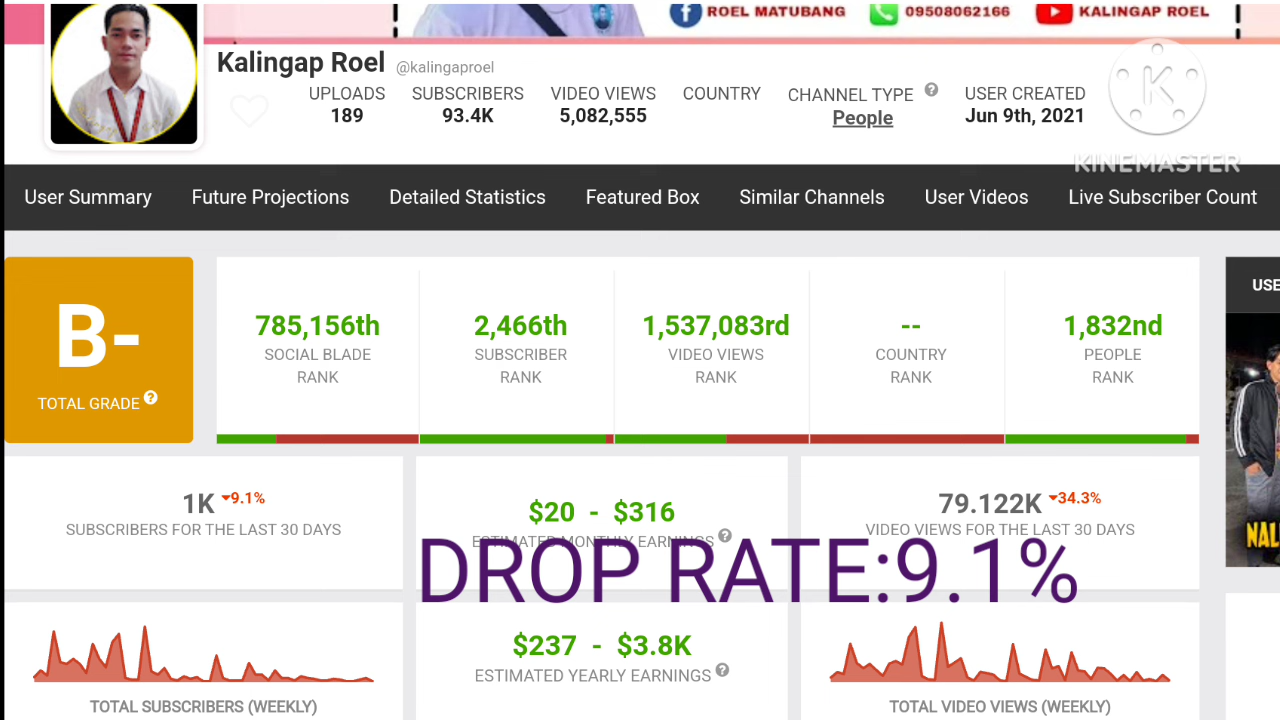 ROEL MATUBANG 09508062166 KALINGAP ROEL
Kalingap Roel @kalingaproel
UPLOADS SUBSCRIBERS VIDEO VIEWS COUNTRY CHANNEL TYPE ? USER CREATED
189 93.4K 5,082,555 People Jun 9th, 2021
K
KINEMASTER
User Summary Future Projections Detailed Statistics Featured Box Similar Channels User Videos Live Subscriber Count
B-
TOTAL GRADE ?
785,156th 2,466th 1,537,083rd -- 1,832nd
SOCIAL BLADE SUBSCRIBER VIDEO VIEWS COUNTRY PEOPLE
RANK RANK RANK RANK RANK
USE
1K 9.1%
SUBSCRIBERS FOR THE LAST 30 DAYS
$20 - $316
ESTIMATED MONTHLY EARNINGS ?
79.122K 34.3%
VIDEO VIEWS FOR THE LAST 30 DAYS
NAL
DROP RATE:9.1%
$237 - $3.8K
ESTIMATED YEARLY EARNINGS ?
TOTAL SUBSCRIBERS (WEEKLY)
TOTAL VIDEO VIEWS (WEEKLY)